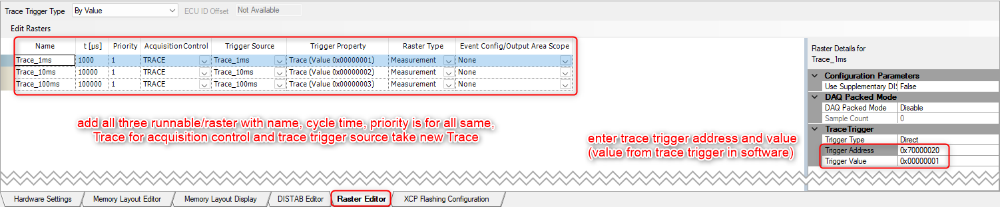 Trace Trigger Type By Value ECU ID Offset Not Available
Edit Rasters
Name t [µs] Priority Acquisition Control Trigger Source Trigger Property Raster Type Event Config/Output Area Scope
Trace_1ms 1000 1 TRACE Trace_1ms Trace (Value 0x00000001) Measurement None
Trace_10ms 10000 1 TRACE Trace_10ms Trace (Value 0x00000002) Measurement None
Trace_100ms 100000 1 TRACE Trace_100ms Trace (Value 0x00000003) Measurement None
add all three runnable/raster with name, cycle time, priority is for all same,
Trace for acquisition control and trace trigger source take new Trace
enter trace trigger address and value
(value from trace trigger in software)
Raster Details for
Trace_1ms
Configuration Parameters
Use Supplementary DIS False
DAQ Packed Mode
DAQ Packed Mode Disable
Sample Count 0
TraceTrigger
Trigger Type Direct
Trigger Address 0x70000020
Trigger Value 0x00000001
Hardware Settings Memory Layout Editor Memory Layout Display DISTAB Editor Raster Editor XCP Flashing Configuration